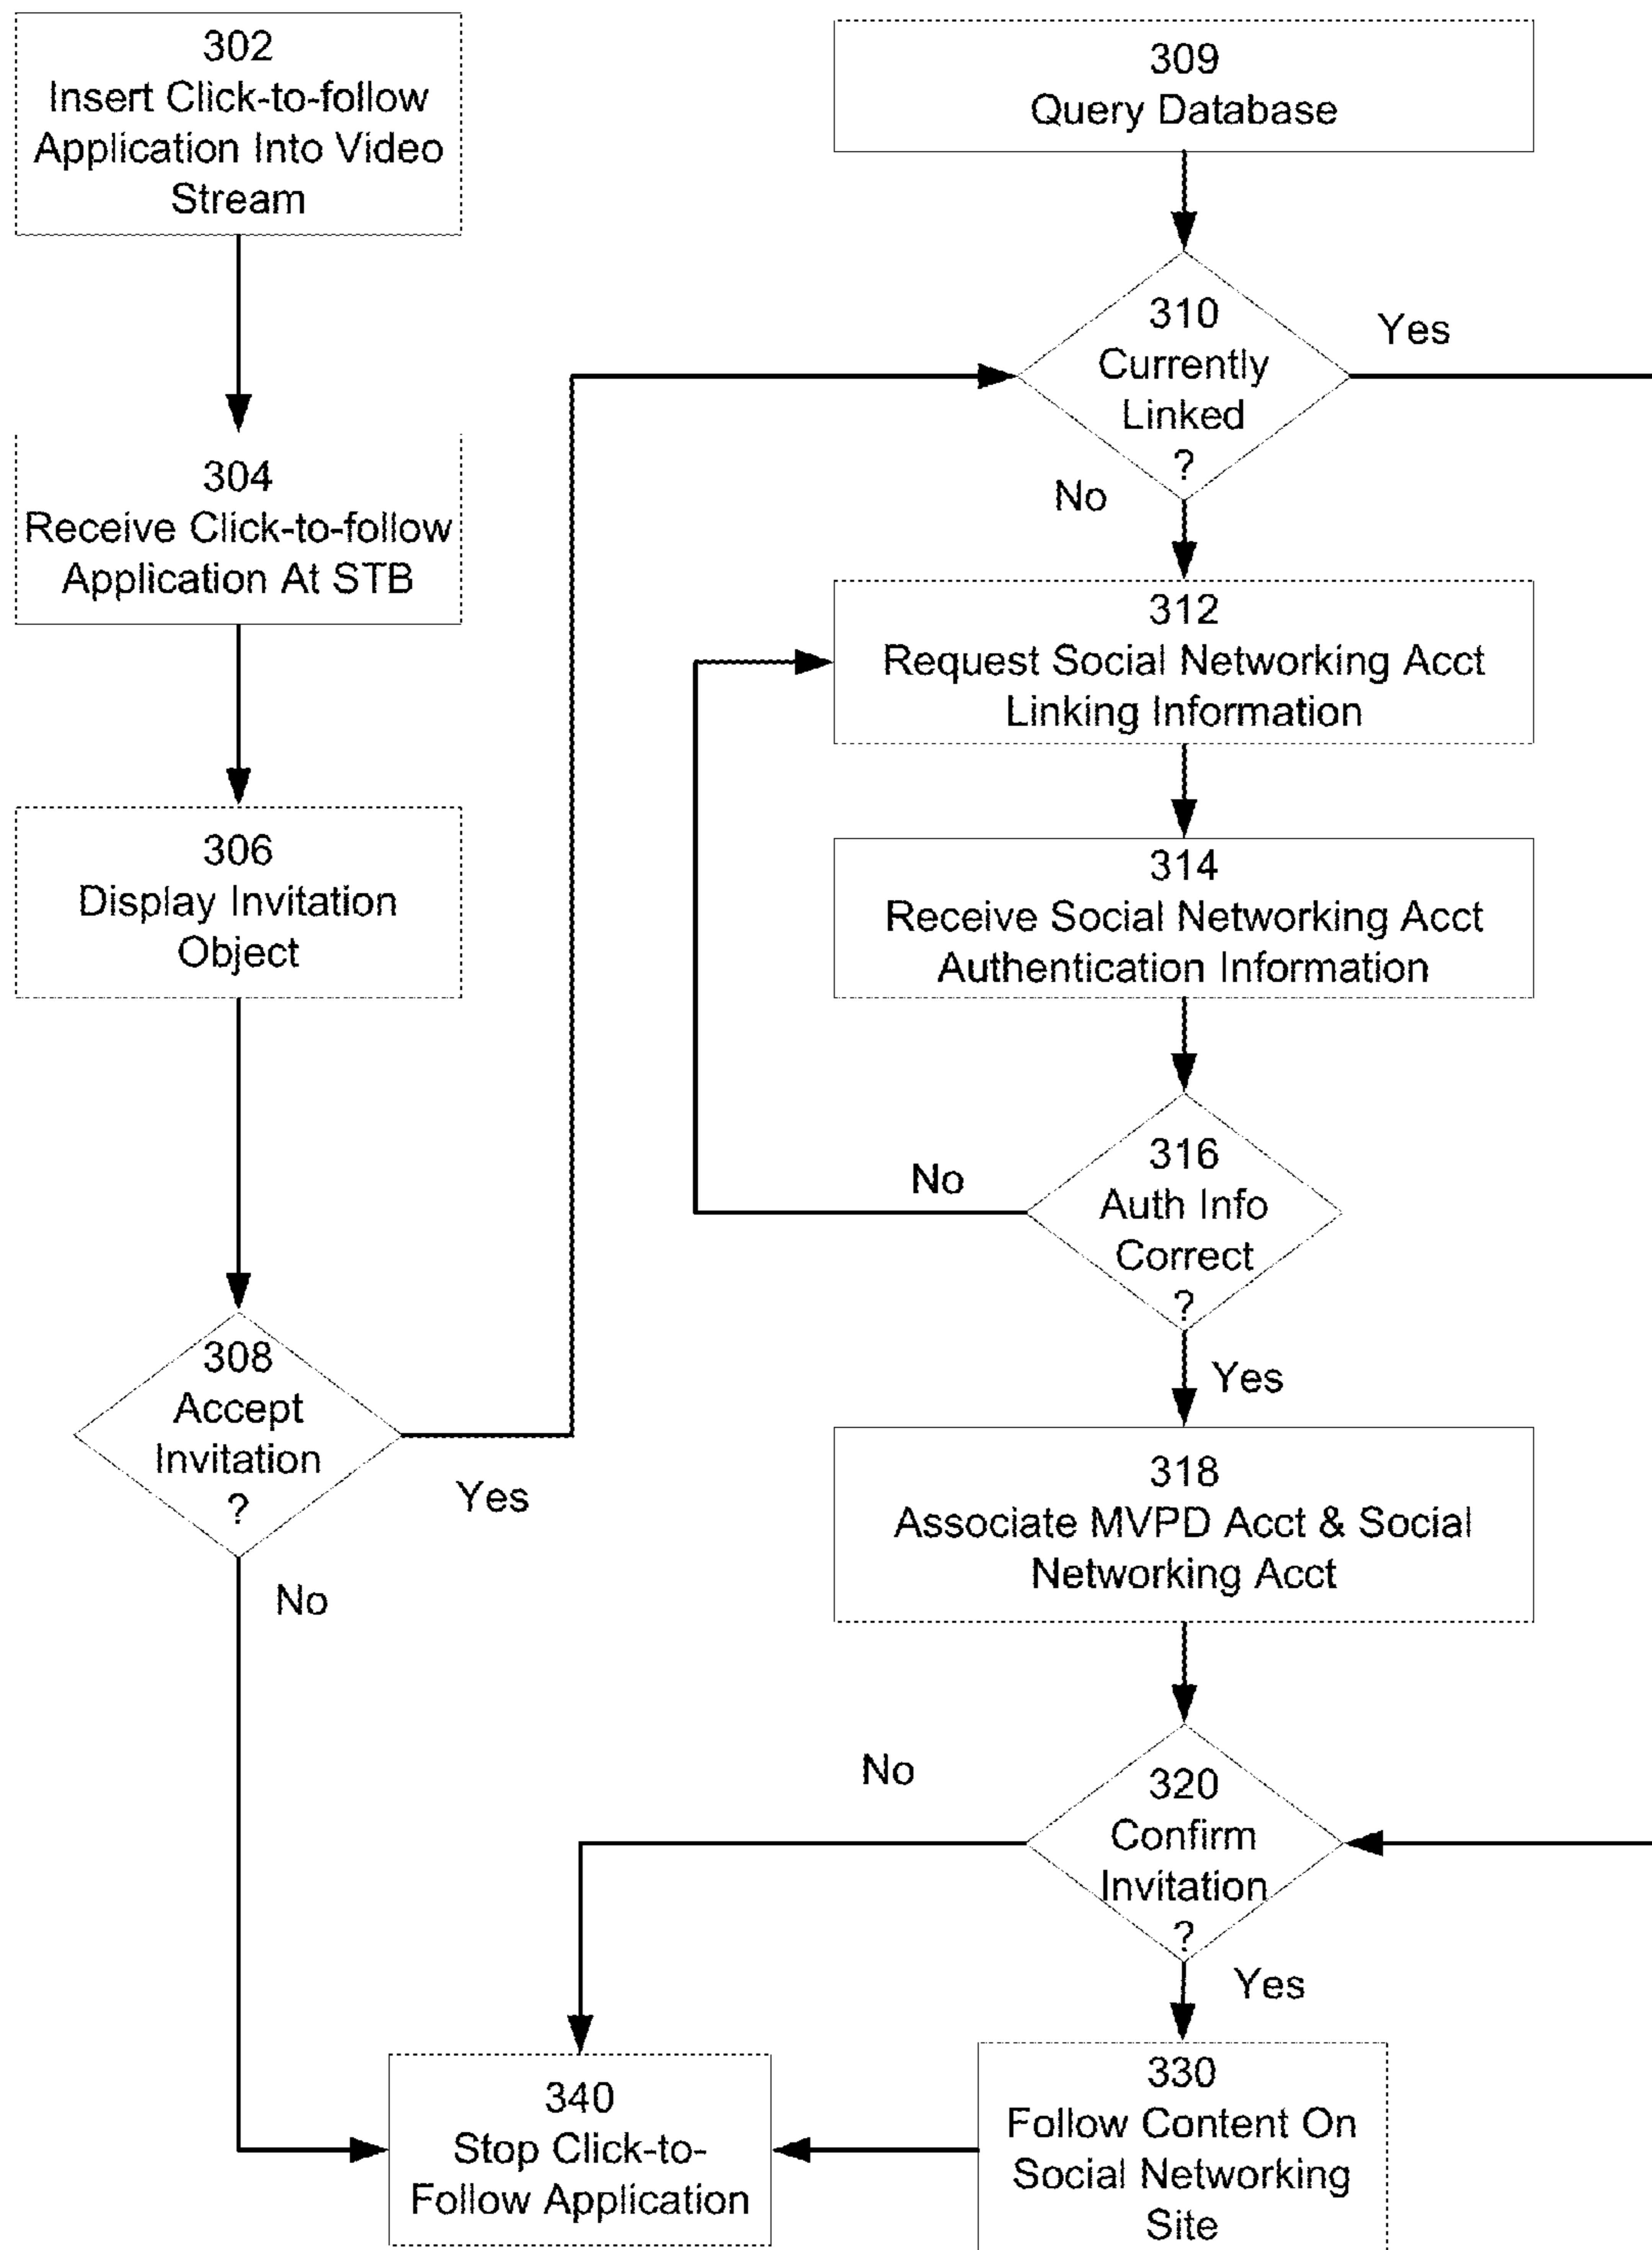 302
Insert Click-to-follow
Application Into Video
Stream
304
Receive Click-to-follow
Application At STB
306
Display Invitation
Object
308
Accept
Invitation
?
Yes
No
309
Query Database
310
Currently
Linked
?
Yes
No
312
Request Social Networking Acct
Linking Information
314
Receive Social Networking Acct
Authentication Information
316
Auth Info
Correct
?
No
Yes
318
Associate MVPD Acct & Social
Networking Acct
320
Confirm
Invitation
?
No
Yes
330
Follow Content On
Social Networking
Site
340
Stop Click-to-
Follow Application